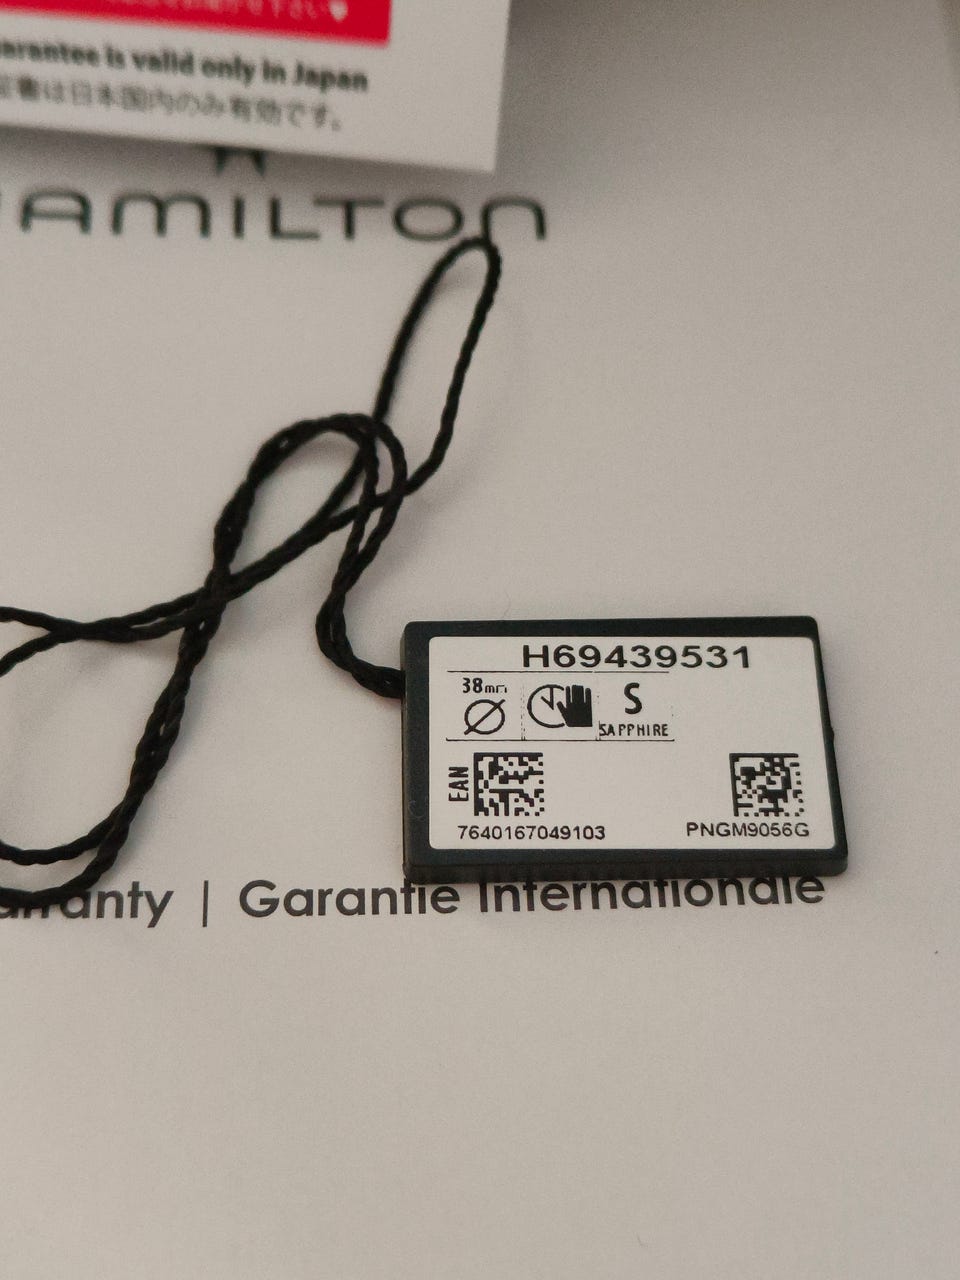 arantee is valid only in Japan
証書は日本国内のみ有効です。
HAMILTON
H69439531
38mm
S
SAPPHIRE
EAN
7640167049103
PNGM9056G
arranty | Garantie Internationale